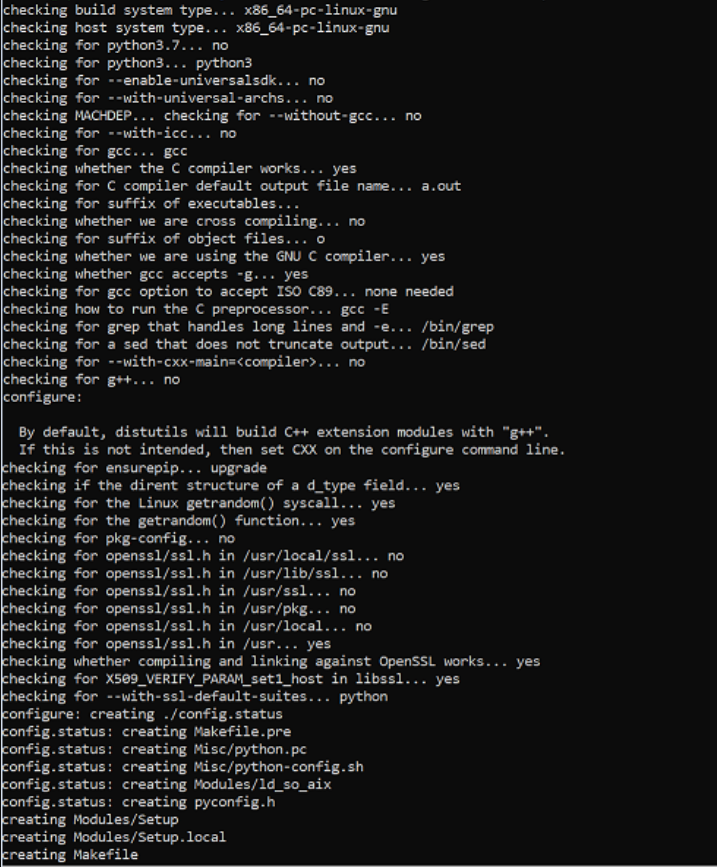 checking build system type... x86_64-pc-linux-gnu
checking host system type... x86_64-pc-linux-gnu
checking for python3.7... no
checking for python3... python3
checking for --enable-universalsdk... no
checking for --with-universal-archs... no
checking MACHDEP... checking for --without-gcc... no
checking for --with-icc... no
checking for gcc... gcc
checking whether the C compiler works... yes
checking for C compiler default output file name... a.out
checking for suffix of executables...
checking whether we are cross compiling... no
checking for suffix of object files... o
checking whether we are using the GNU C compiler... yes
checking whether gcc accepts -g... yes
checking for gcc option to accept ISO C89... none needed
checking how to run the C preprocessor... gcc -E
checking for grep that handles long lines and -e... /bin/grep
checking for a sed that does not truncate output... /bin/sed
checking for --with-cxx-main=<compiler>... no
checking for g++... no
configure:
By default, distutils will build C++ extension modules with "g++".
If this is not intended, then set CXX on the configure command line.
checking for ensurepip... upgrade
checking if the dirent structure of a d_type field... yes
checking for the Linux getrandom() syscall... yes
checking for the getrandom() function... yes
checking for pkg-config... no
checking for openssl/ssl.h in /usr/local/ssl... no
checking for openssl/ssl.h in /usr/lib/ssl... no
checking for openssl/ssl.h in /usr/ssl... no
checking for openssl/ssl.h in /usr/pkg... no
checking for openssl/ssl.h in /usr/local... no
checking for openssl/ssl.h in /usr... yes
checking whether compiling and linking against OpenSSL works... yes
checking for X509_VERIFY_PARAM_set1_host in libssl... yes
checking for --with-ssl-default-suites... python
configure: creating ./config.status
config.status: creating Makefile.pre
config.status: creating Misc/python.pc
config.status: creating Misc/python-config.sh
config.status: creating Modules/ld_so_aix
config.status: creating pyconfig.h
creating Modules/Setup
creating Modules/Setup.local
creating Makefile